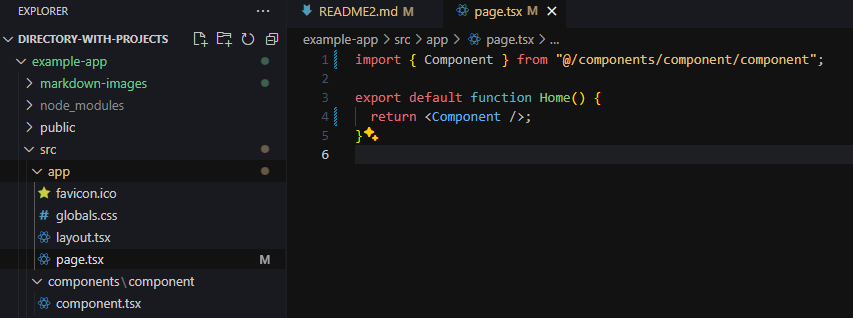 EXPLORER
DIRECTORY-WITH-PROJECTS
example-app
markdown-images
node_modules
public
src
app
favicon.ico
# globals.css
layout.tsx
page.tsx M
components\component
component.tsx
README2.md M
page.tsx M
example-app > src > app > page.tsx > ...
1 import { Component } from "@/components/component/component";
2
3 export default function Home() {
4 return <Component />;
5 }
6